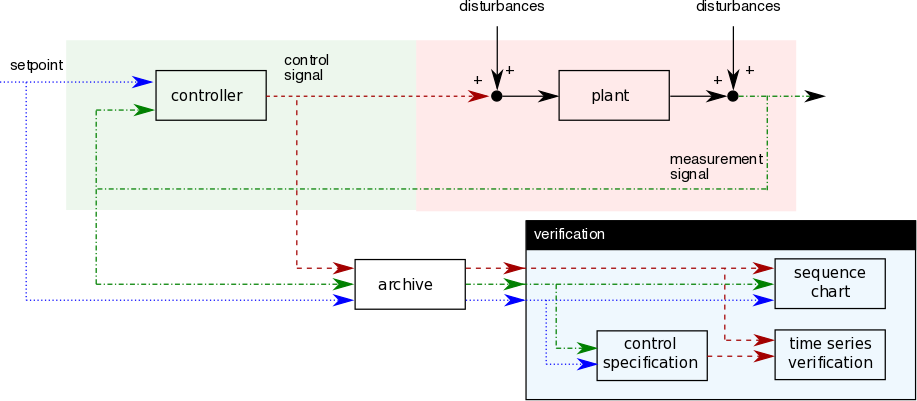 disturbances
disturbances
setpoint
control
signal
+
+
+
+
controller
plant
measurement
signal
verification
archive
sequence
chart
control
specification
time series
verification